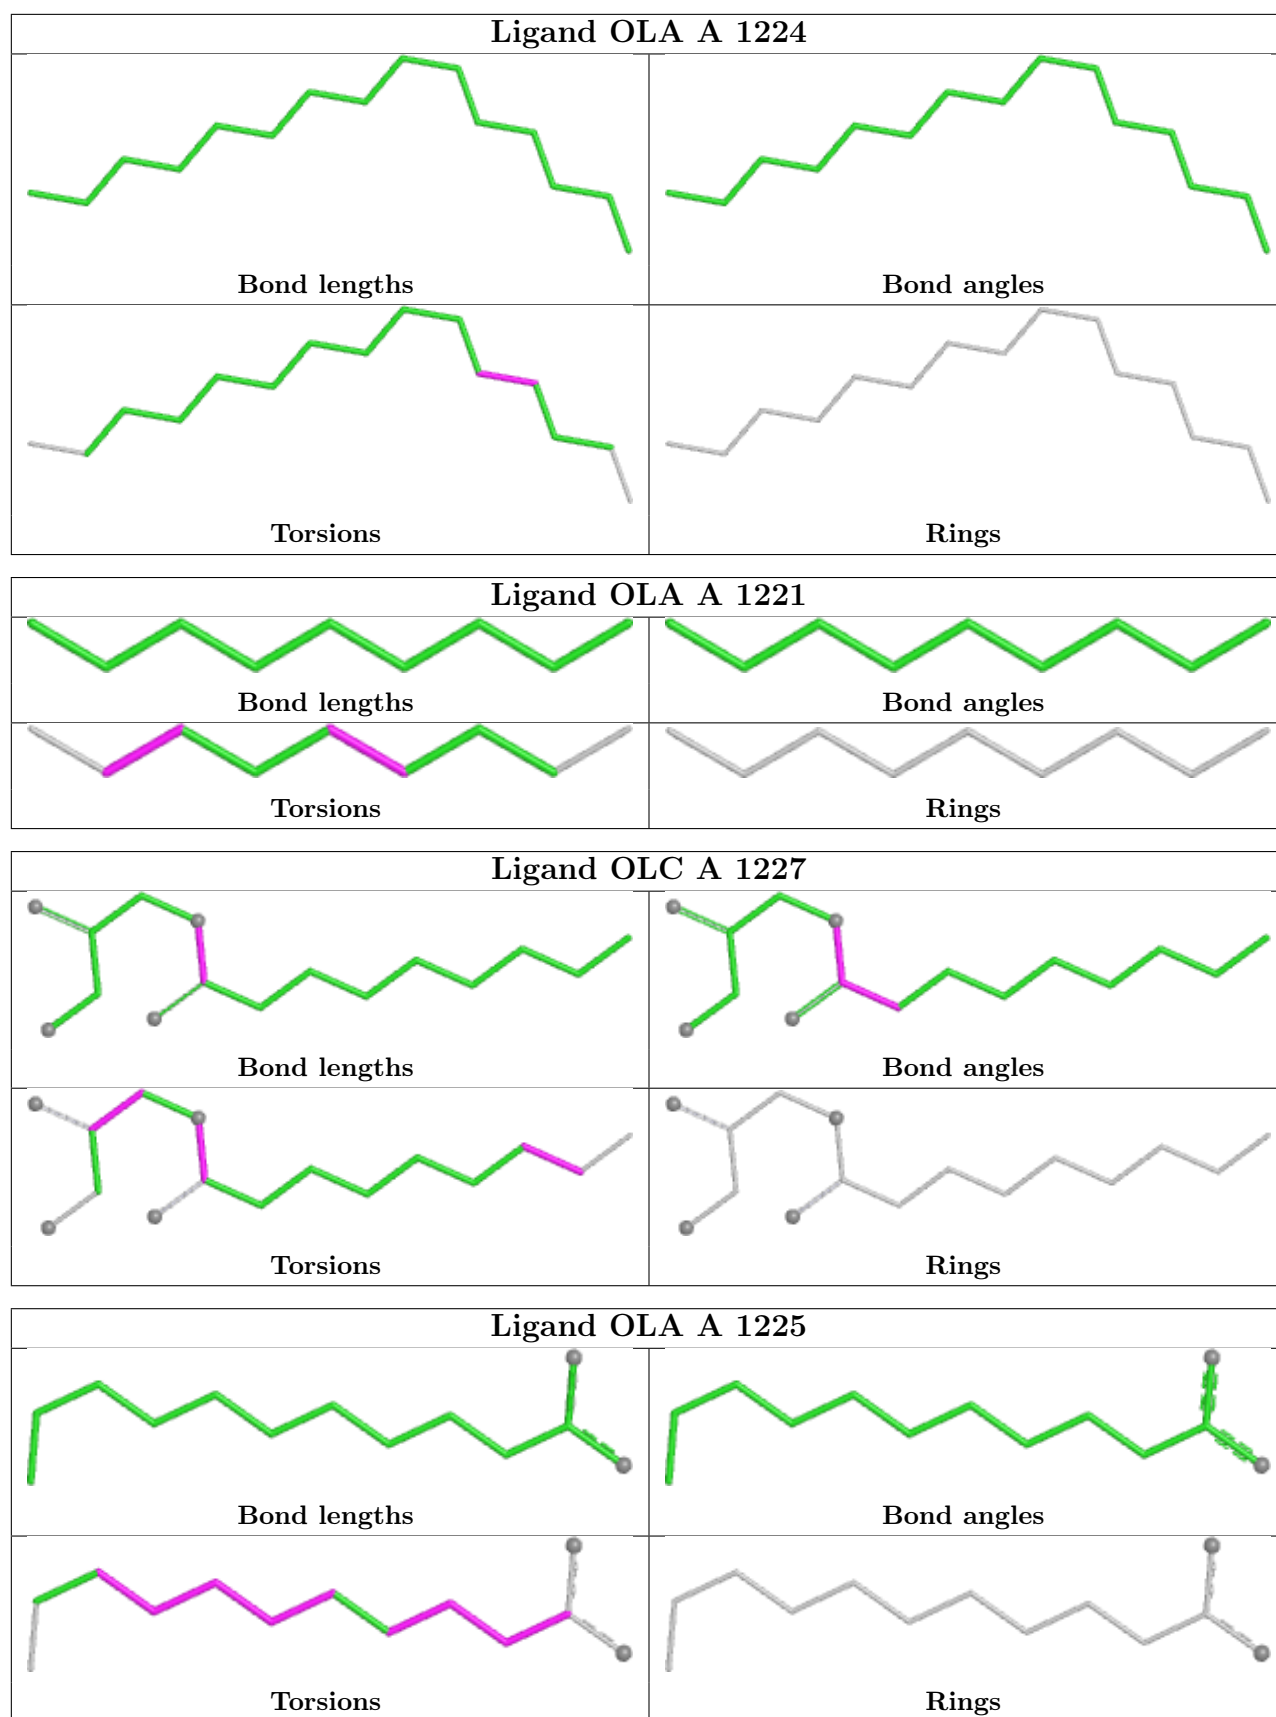 Ligand OLA A 1224
Bond lengths
Bond angles
Torsions
Rings
Ligand OLA A 1221
Bond lengths
Bond angles
Torsions
Rings
Ligand OLC A 1227
Bond lengths
Bond angles
Torsions
Rings
Ligand OLA A 1225
Bond lengths
Bond angles
Torsions
Rings